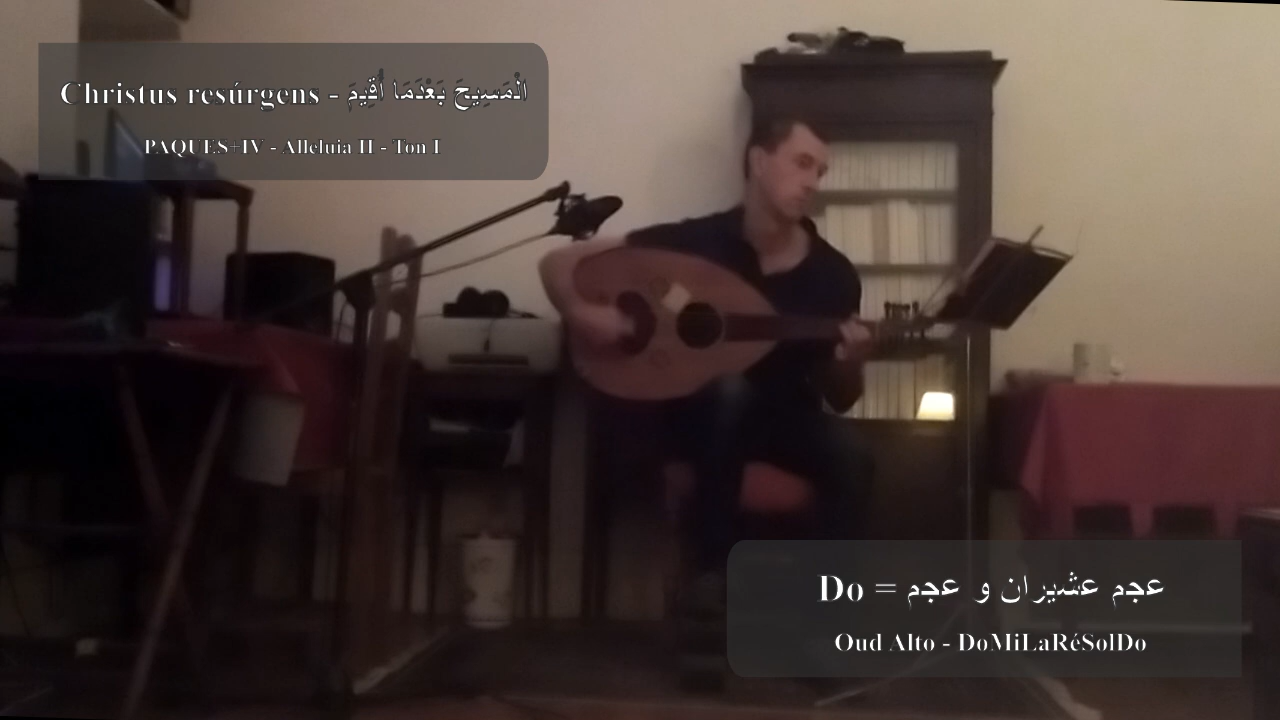 Christus resúrgens - الْمَسِيحَ بَعْدَمَا أُقِيمَ
PAQUES+IV - Alleluia II - Ton I
Do = عجم عشيران و عجم
Oud Alto - DoMiLaRéSolDo